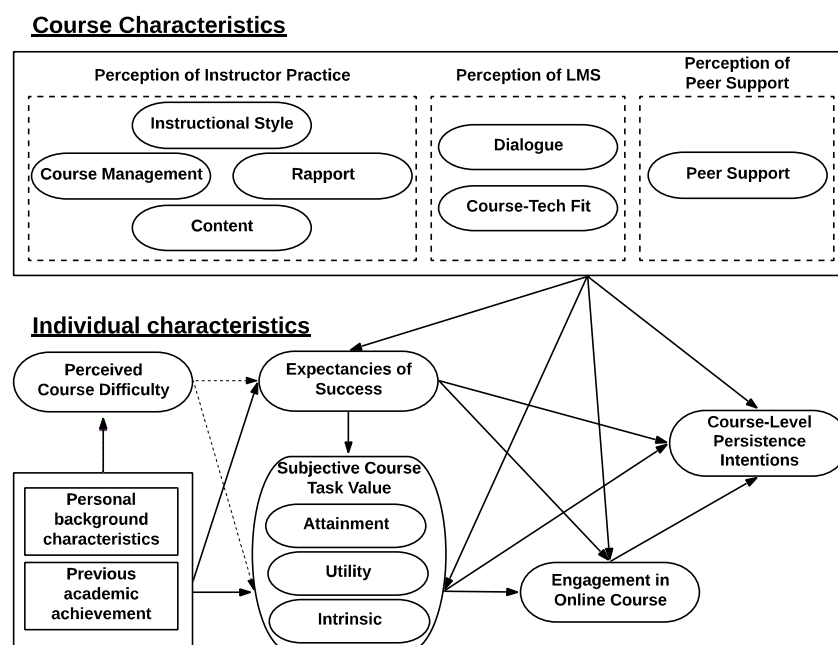 Course Characteristics
Perception of Instructor Practice
Perception of LMS
Perception of
Peer Support
Instructional Style
Course Management
Rapport
Content
Dialogue
Course-Tech Fit
Peer Support
Individual characteristics
Perceived
Course Difficulty
Expectancies of
Success
Course-Level
Persistence
Intentions
Subjective Course
Task Value
Attainment
Utility
Intrinsic
Personal
background
characteristics
Previous
academic
achievement
Engagement in
Online Course